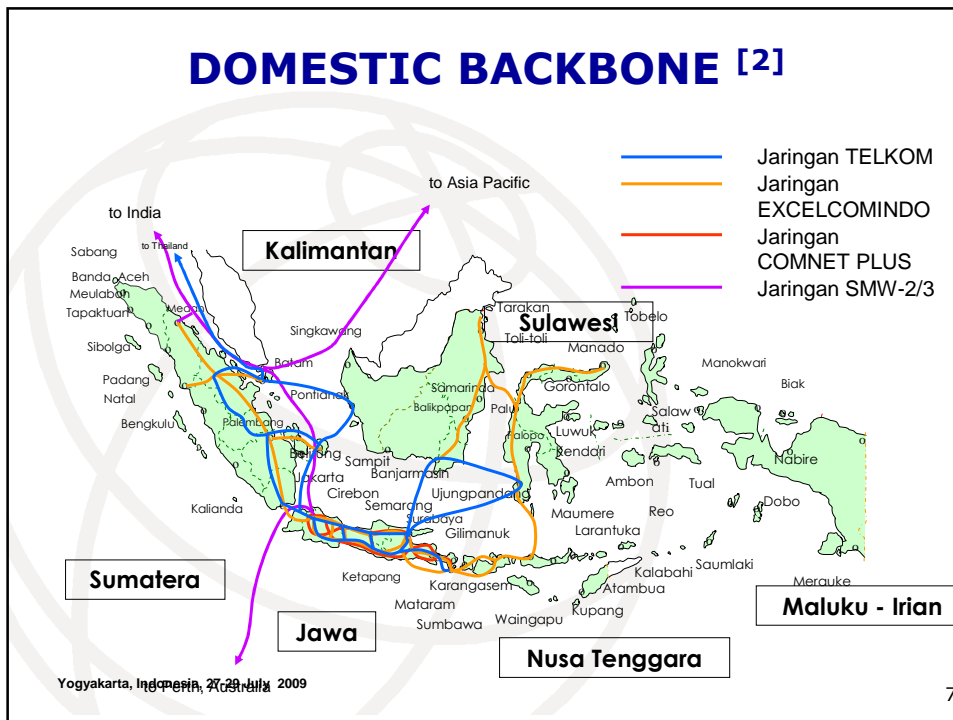 DOMESTIC BACKBONE [2]
Jaringan TELKOM
Jaringan
EXCELCOMINDO
Jaringan
COMNET PLUS
Jaringan SMW-2/3
to Asia Pacific
to India
to Thailand
Kalimantan
Sabang
Banda Aceh
Meulaboh
Tapaktuan
Medan
Sibolga
Padang
Natal
Bengkulu
Palembang
Kalianda
Batam
Singkawang
Pontianak
Belitung
Jakarta
Sampit
Banjarmasin
Cirebon
Semarang
Surabaya
Ujungpandang
Gilimanuk
Tarakan
Sulawesi
Toli-toli
Tobelo
Manado
Gorontalo
Samarinda
Balikpapan
Palu
Palopo
Luwuk
Kendari
Salaw
ati
Manokwari
Biak
Nabire
Ambon
Tual
Dobo
Maumere
Reo
Larantuka
Saumlaki
Kalabahi
Atambua
Merauke
Ketapang
Karangasem
Mataram
Sumbawa
Waingapu
Kupang
Sumatera
Jawa
Nusa Tenggara
Maluku - Irian
Yogyakarta, Indonesia, 27-29 July 2009
to Perth, Australia
7